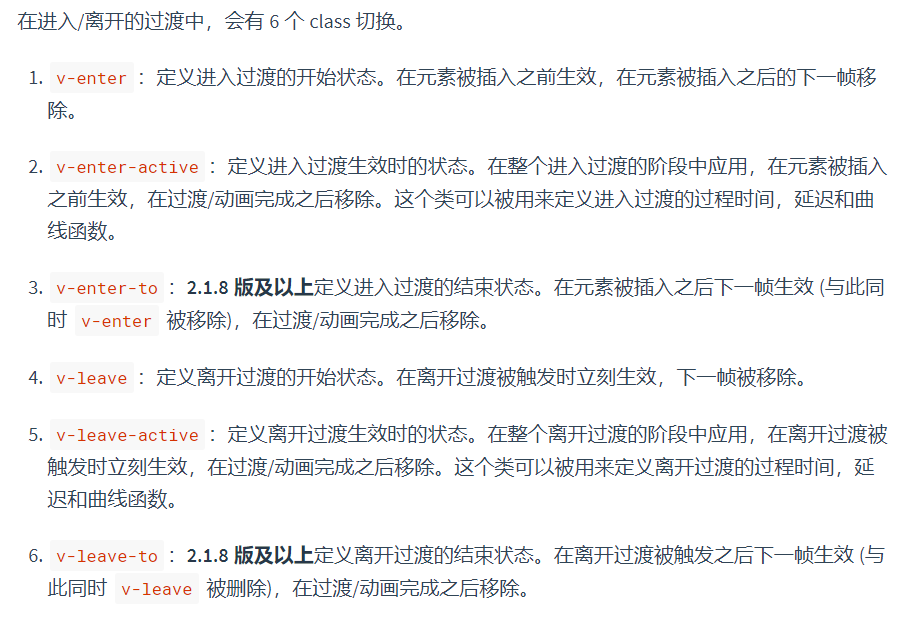 在进入/离开的过渡中，会有 6 个 class 切换。
1. v-enter：定义进入过渡的开始状态。在元素被插入之前生效，在元素被插入之后的下一帧移
除。
2. v-enter-active：定义进入过渡生效时的状态。在整个进入过渡的阶段中应用，在元素被插入
之前生效，在过渡/动画完成之后移除。这个类可以被用来定义进入过渡的过程时间，延迟和曲
线函数。
3. v-enter-to：2.1.8 版及以上定义进入过渡的结束状态。在元素被插入之后下一帧生效 (与此同
时 v-enter 被移除)，在过渡/动画完成之后移除。
4. v-leave：定义离开过渡的开始状态。在离开过渡被触发时立刻生效，下一帧被移除。
5. v-leave-active：定义离开过渡生效时的状态。在整个离开过渡的阶段中应用，在离开过渡被
触发时立刻生效，在过渡/动画完成之后移除。这个类可以被用来定义离开过渡的过程时间，延
迟和曲线函数。
6. v-leave-to：2.1.8 版及以上定义离开过渡的结束状态。在离开过渡被触发之后下一帧生效 (与
此同时 v-leave 被删除)，在过渡/动画完成之后移除。